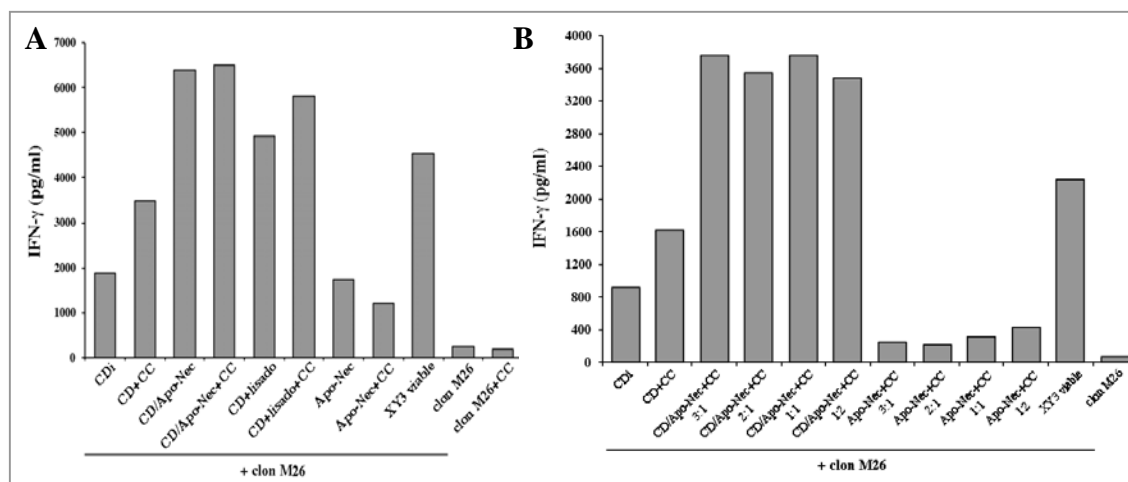 A
IFN-γ (pg/ml)
7000
6000
5000
4000
3000
2000
1000
0
CDi
CD+CC
CD/Apo-Nec
CD/Apo-Nec+CC
CD+lisado
CD+lisado+CC
Apo-Nec
Apo-Nec+CC
XY3 viable
clon M26
clon M26+CC
+ clon M26
B
IFN-γ (pg/ml)
4000
3600
3200
2800
2400
2000
1600
1200
800
400
0
CDi
CD+CC
CD/Apo-Nec+CC
3:1
CD/Apo-Nec+CC
2:1
CD/Apo-Nec+CC
1:1
CD/Apo-Nec+CC
1:2
Apo-Nec+CC
3:1
Apo-Nec+CC
2:1
Apo-Nec+CC
1:1
Apo-Nec+CC
1:2
XY3 viable
clon M26
+ clon M26